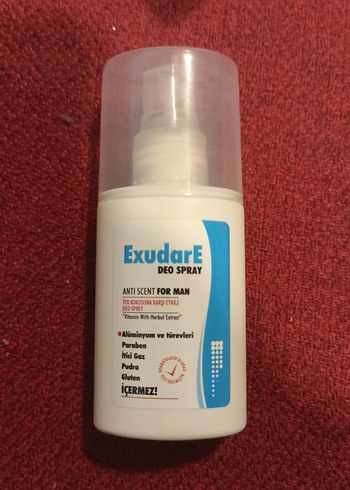 ExudarE
DEO SPRAY
ANTI SCENT FOR MAN
TER KOKUSUNA KARŞI ETKİLİ
DEO SPREY
"Vitamin With Herbal Extract"
•Alüminyum ve türevleri
Paraben
İtici Gaz
Pudra
Gluten
İÇERMEZ!